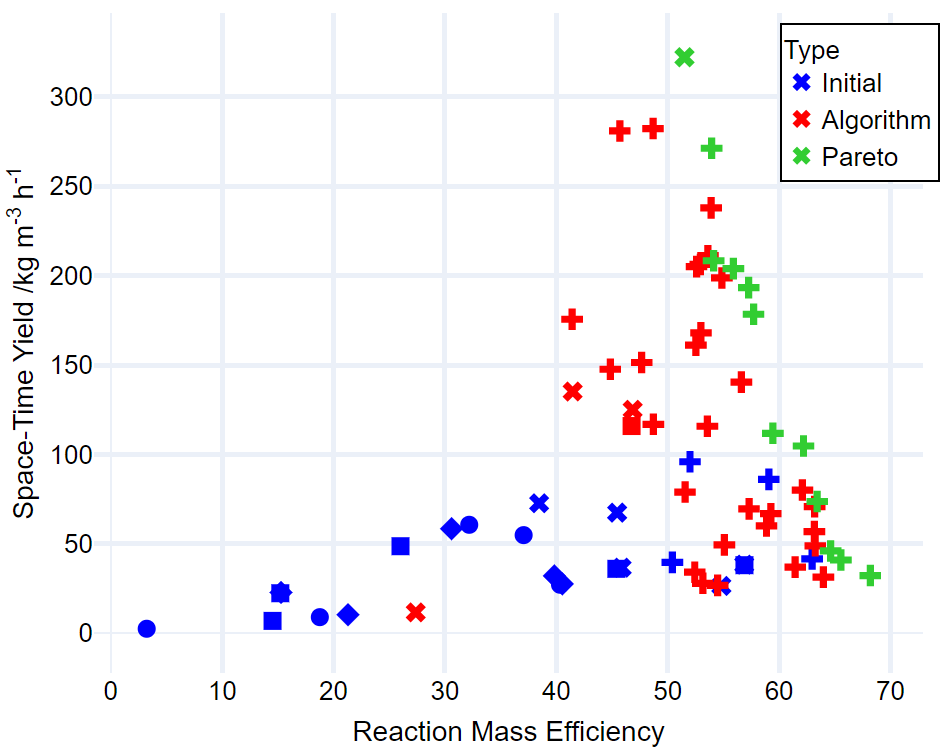 Type
Initial
Algorithm
Pareto
300
250
200
150
100
50
0
Space-Time Yield /kg m⁻³ h⁻¹
0 10 20 30 40 50 60 70
Reaction Mass Efficiency